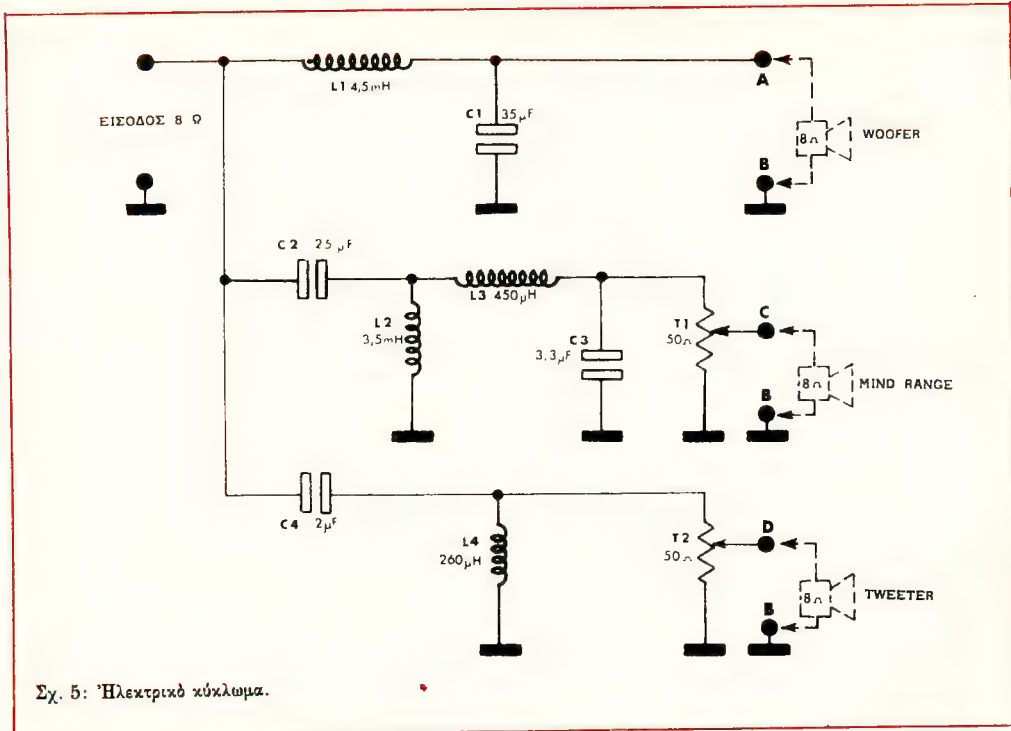 L1 4,5mH
A
ΕΙΣΟΔΟΣ 8 Ω
C1 35μF
8Ω WOOFER
B
C2 25μF
L3 450μH
L2
3,5mH
C3
3,3μF
T1
50Ω
C
8Ω MIND RANGE
B
C4 2μF
L4
260μH
T2
50Ω
D
8Ω TWEETER
B
Σχ. 5: Ἠλεκτρικὸ κύκλωμα.